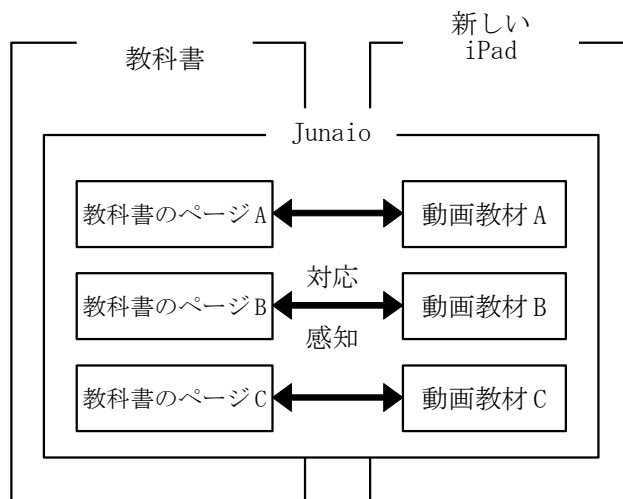 教科書
新しい
iPad
Junaio
教科書のページA
動画教材A
対応
教科書のページB
動画教材B
感知
教科書のページC
動画教材C